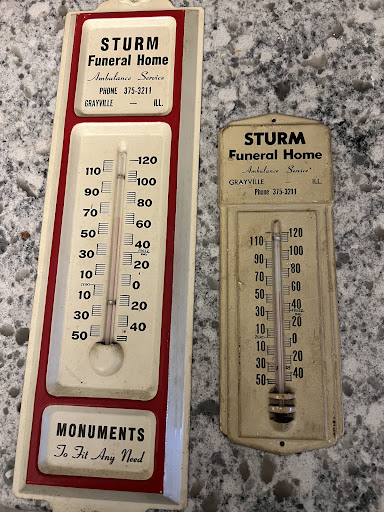 STURM
Funeral Home
Ambulance Service
PHONE 375-3211
GRAYVILLE — ILL.
120
110
100
90
80
70
60
50
40
30
20
10
ZERO
0
10
20
30
40
50
MONUMENTS
To Fit Any Need
STURM
Funeral Home
Ambulance Service
GRAYVILLE — ILL.
Phone 375-3211
120
110
100
90
80
70
60
50
40
30
20
10
ZERO
0
10
20
30
40
50